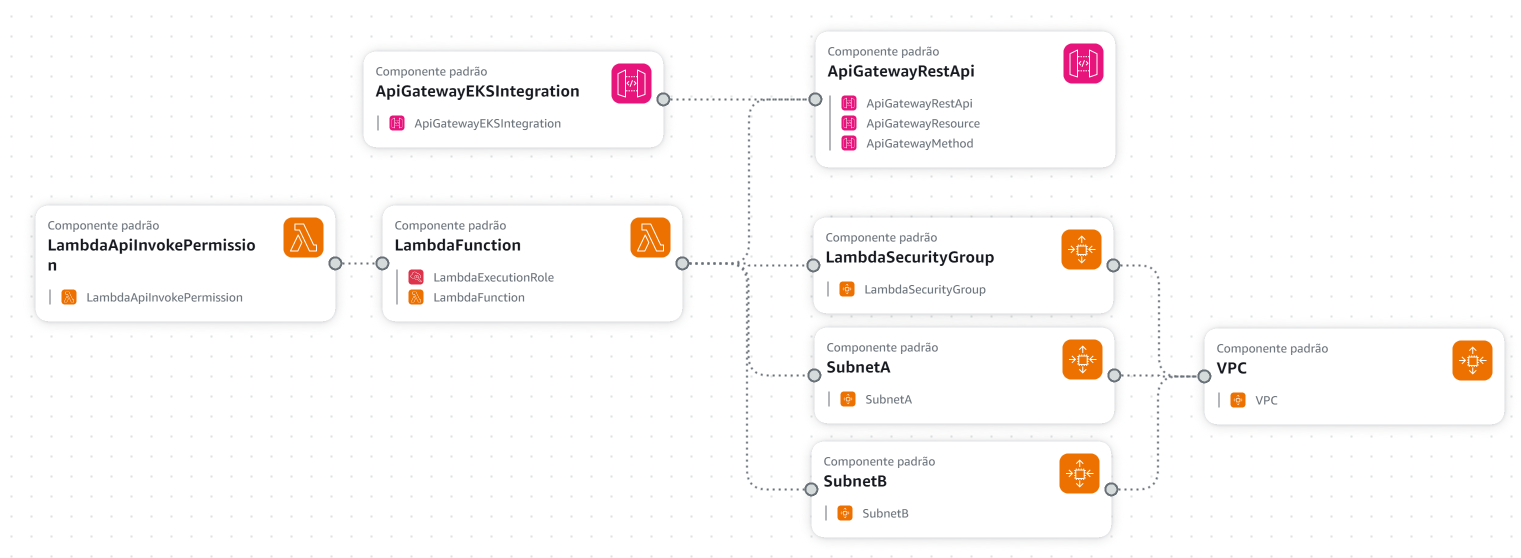 Componente padrão
ApiGatewayEKSIntegration
ApiGatewayEKSIntegration
Componente padrão
ApiGatewayRestApi
ApiGatewayRestApi
ApiGatewayResource
ApiGatewayMethod
Componente padrão
LambdaApiInvokePermissio
n
LambdaApiInvokePermission
Componente padrão
LambdaFunction
LambdaExecutionRole
LambdaFunction
Componente padrão
LambdaSecurityGroup
LambdaSecurityGroup
Componente padrão
SubnetA
SubnetA
Componente padrão
VPC
VPC
Componente padrão
SubnetB
SubnetB